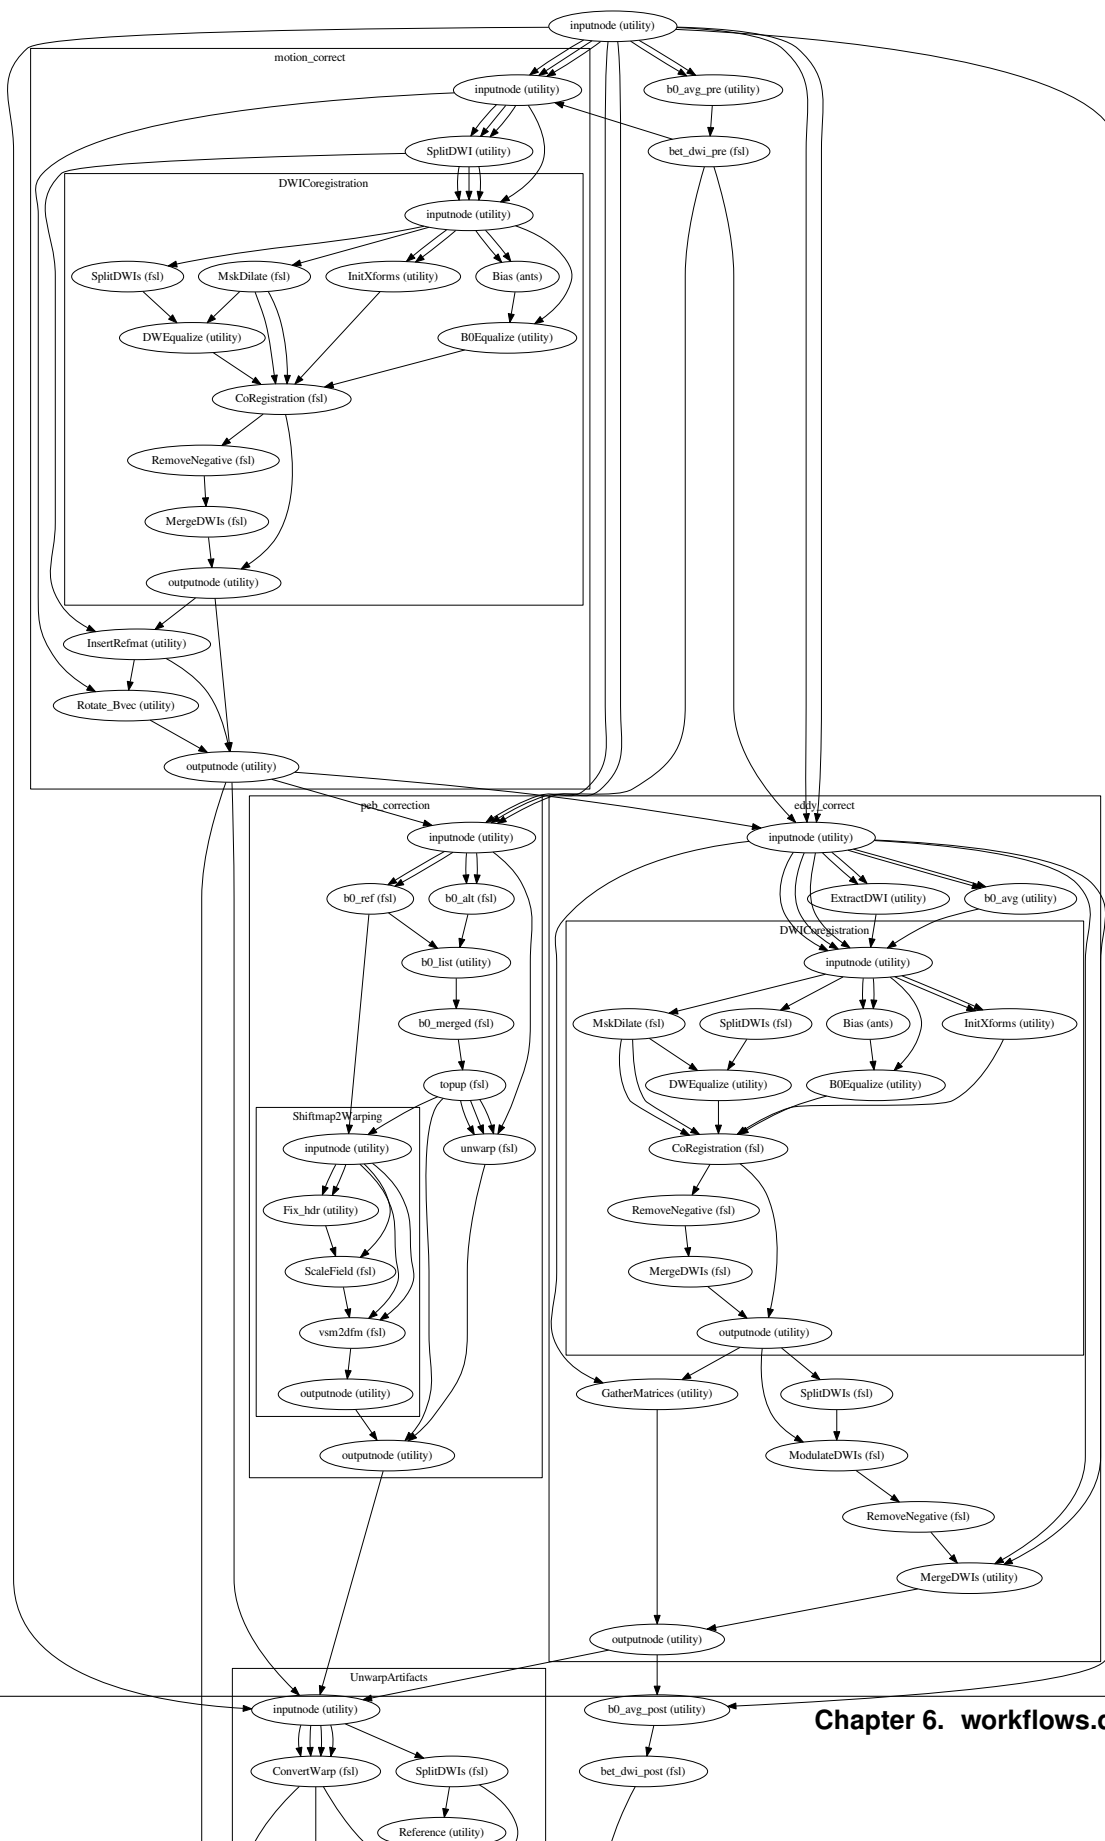 inputnode (utility)
motion_correct
inputnode (utility)
b0_avg_pre (utility)
SplitDWI (utility)
bet_dwi_pre (fsl)
DWICoregistration
inputnode (utility)
SplitDWIs (fsl)
MskDilate (fsl)
InitXforms (utility)
Bias (ants)
DWEqualize (utility)
B0Equalize (utility)
CoRegistration (fsl)
RemoveNegative (fsl)
MergeDWIs (fsl)
outputnode (utility)
InsertRefmat (utility)
Rotate_Bvec (utility)
outputnode (utility)
peb_correction
eddy_correct
inputnode (utility)
inputnode (utility)
b0_ref (fsl)
b0_alt (fsl)
ExtractDWI (utility)
b0_avg (utility)
DWICoregistration
b0_list (utility)
inputnode (utility)
b0_merged (fsl)
MskDilate (fsl)
SplitDWIs (fsl)
Bias (ants)
InitXforms (utility)
topup (fsl)
DWEqualize (utility)
B0Equalize (utility)
Shiftmap2Warping
inputnode (utility)
unwarp (fsl)
CoRegistration (fsl)
Fix_hdr (utility)
RemoveNegative (fsl)
ScaleField (fsl)
MergeDWIs (fsl)
vsm2dfm (fsl)
outputnode (utility)
outputnode (utility)
GatherMatrices (utility)
SplitDWIs (fsl)
outputnode (utility)
ModulateDWIs (fsl)
RemoveNegative (fsl)
MergeDWIs (utility)
outputnode (utility)
UnwarpArtifacts
inputnode (utility)
b0_avg_post (utility)
Chapter 6. workflows.
ConvertWarp (fsl)
SplitDWIs (fsl)
bet_dwi_post (fsl)
Reference (utility)